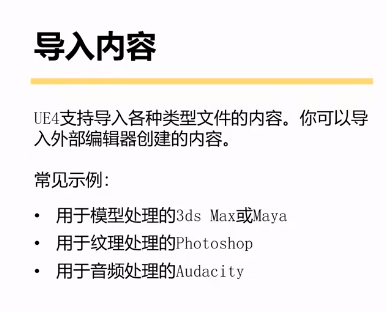 导入内容
UE4支持导入各种类型文件的内容。你可以导
入外部编辑器创建的内容。
常见示例：
• 用于模型处理的3ds Max或Maya
• 用于纹理处理的Photoshop
• 用于音频处理的Audacity